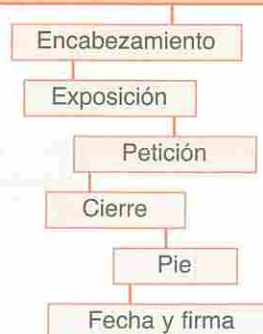 Encabezamiento
Exposición
Petición
Cierre
Pie
Fecha y firma